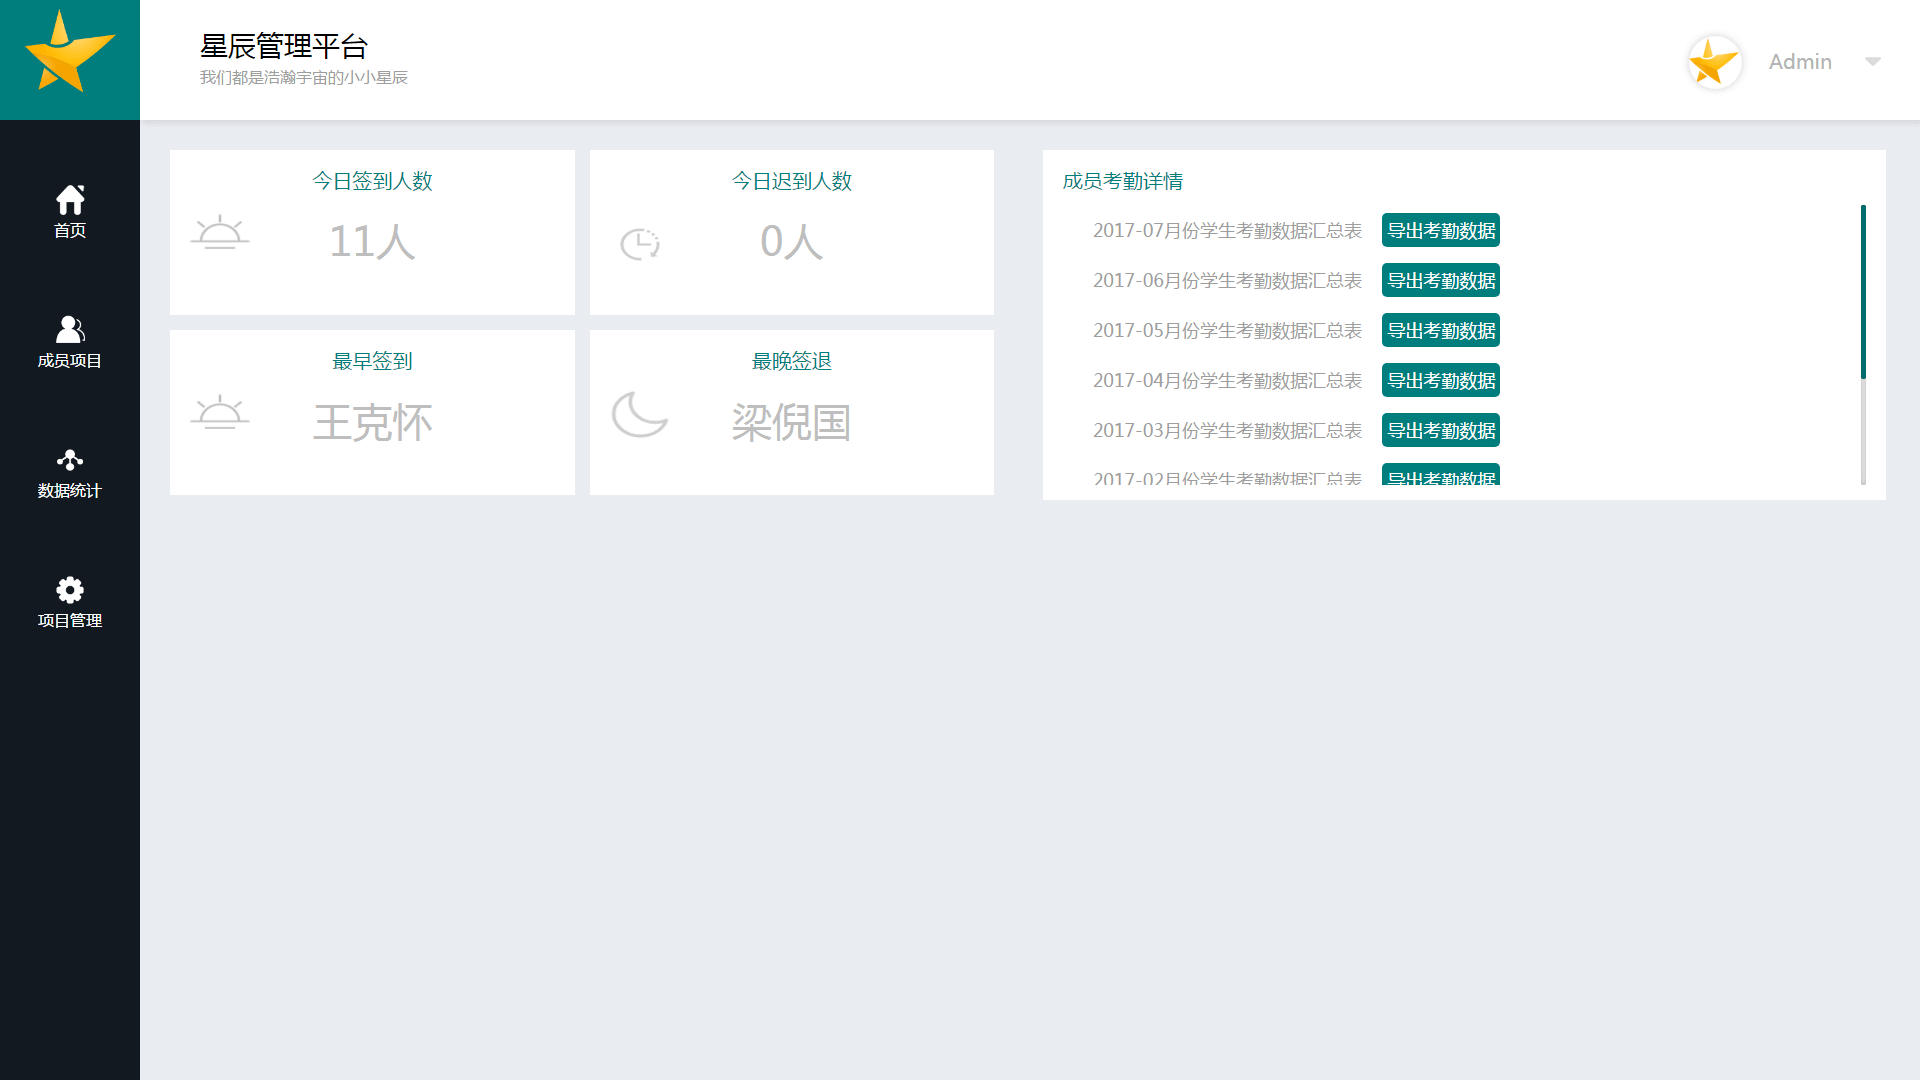 星辰管理平台
我们都是浩瀚宇宙的小小星辰
Admin
首页
成员项目
数据统计
项目管理
今日签到人数
11人
今日迟到人数
0人
最早签到
王克怀
最晚签退
梁倪国
成员考勤详情
2017-07月份学生考勤数据汇总表 导出考勤数据
2017-06月份学生考勤数据汇总表 导出考勤数据
2017-05月份学生考勤数据汇总表 导出考勤数据
2017-04月份学生考勤数据汇总表 导出考勤数据
2017-03月份学生考勤数据汇总表 导出考勤数据
2017-02月份学生考勤数据汇总表 导出考勤数据